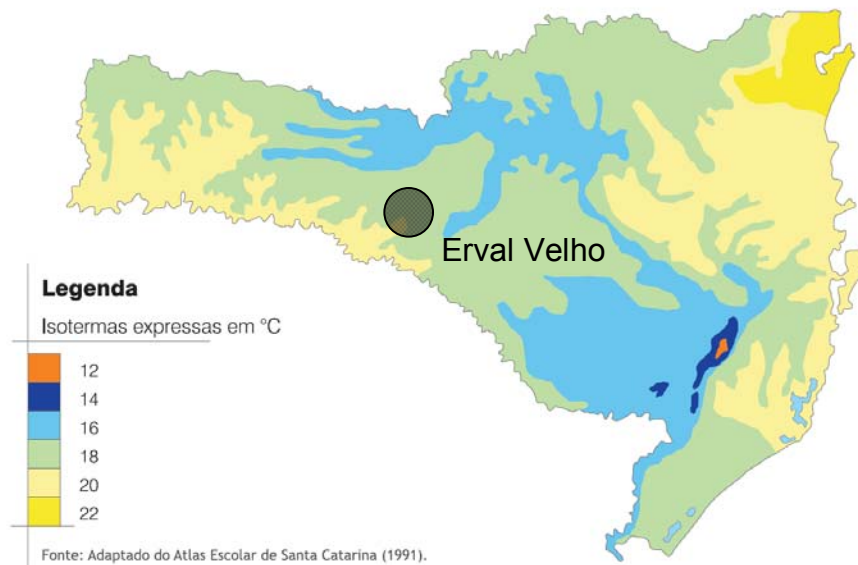 Erval Velho
Legenda
Isotermas expressas em °C
12
14
16
18
20
22
Fonte: Adaptado do Atlas Escolar de Santa Catarina (1991).